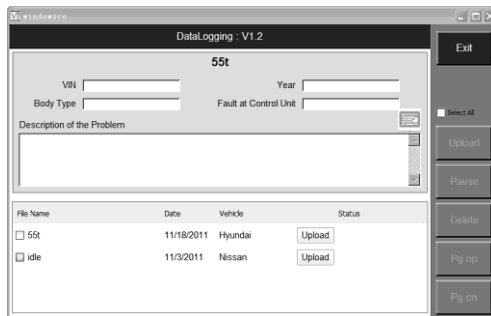 windowsce
DataLogging : V1.2
Exit
55t
VIN
Year
Body Type
Fault at Control Unit
Select All
Description of the Problem
Upload
Pause
File Name Date Vehicle Status
Delete
55t 11/18/2011 Hyundai Upload
idle 11/3/2011 Nissan Upload
Pg up
Pg dn